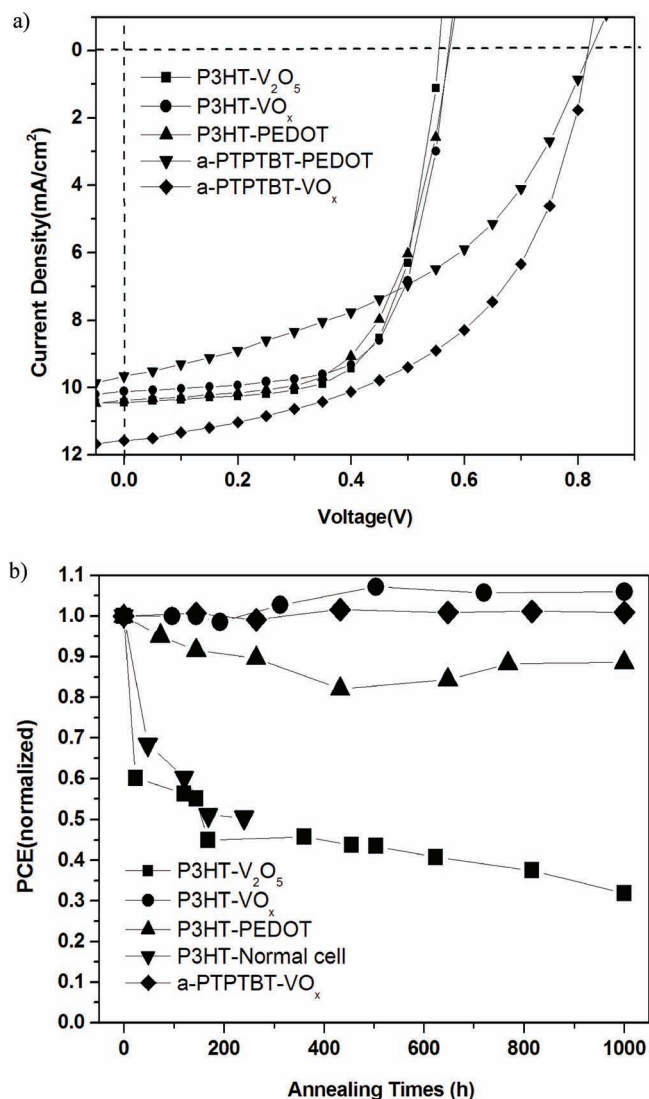 a)
0
2
4
6
8
10
12
Current Density(mA/cm²)
P3HT-V₂O₅
P3HT-VOₓ
P3HT-PEDOT
a-PTPTBT-PEDOT
a-PTPTBT-VOₓ
0.0 0.2 0.4 0.6 0.8
Voltage(V)
b)
1.1
1.0
0.9
0.8
0.7
0.6
0.5
0.4
0.3
0.2
0.1
0.0
PCE(normalized)
P3HT-V₂O₅
P3HT-VOₓ
P3HT-PEDOT
P3HT-Normal cell
a-PTPTBT-VOₓ
0 200 400 600 800 1000
Annealing Times (h)